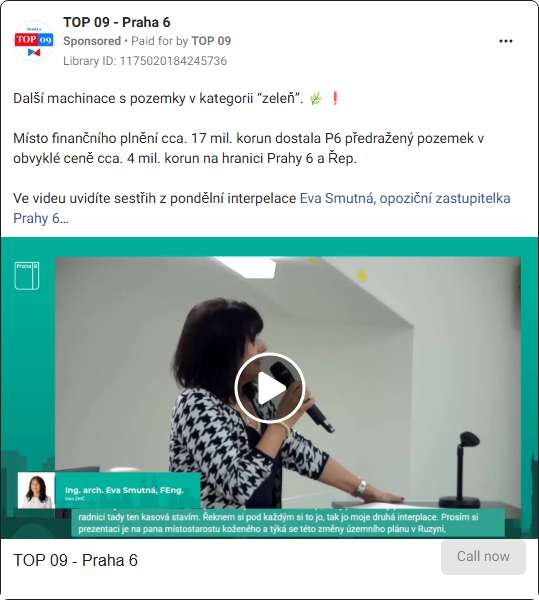 TOP 09 - Praha 6
Sponsored • Paid for by TOP 09
Library ID: 1175020184245736
Další machinace s pozemky v kategorii “zeleň”. 🌿 ❗
Místo finančního plnění cca. 17 mil. korun dostala P6 předražený pozemek v
obvyklé ceně cca. 4 mil. korun na hranici Prahy 6 a Řep.
Ve videu uvidíte sestřih z pondělní interpelace Eva Smutná, opoziční zastupitelka
Prahy 6...
TOP 09
Praha 6
Ing. arch. Eva Smutná, FEng.
člen ZMČ
radnici tady ten kasová stavím. Řeknem si pod každým si to jo, tak jo moje druhá interplace. Prosím si
prezentaci je na pana místostarostu koženého a týká se této změny územního plánu v Ruzyni,
TOP 09 - Praha 6
Call now